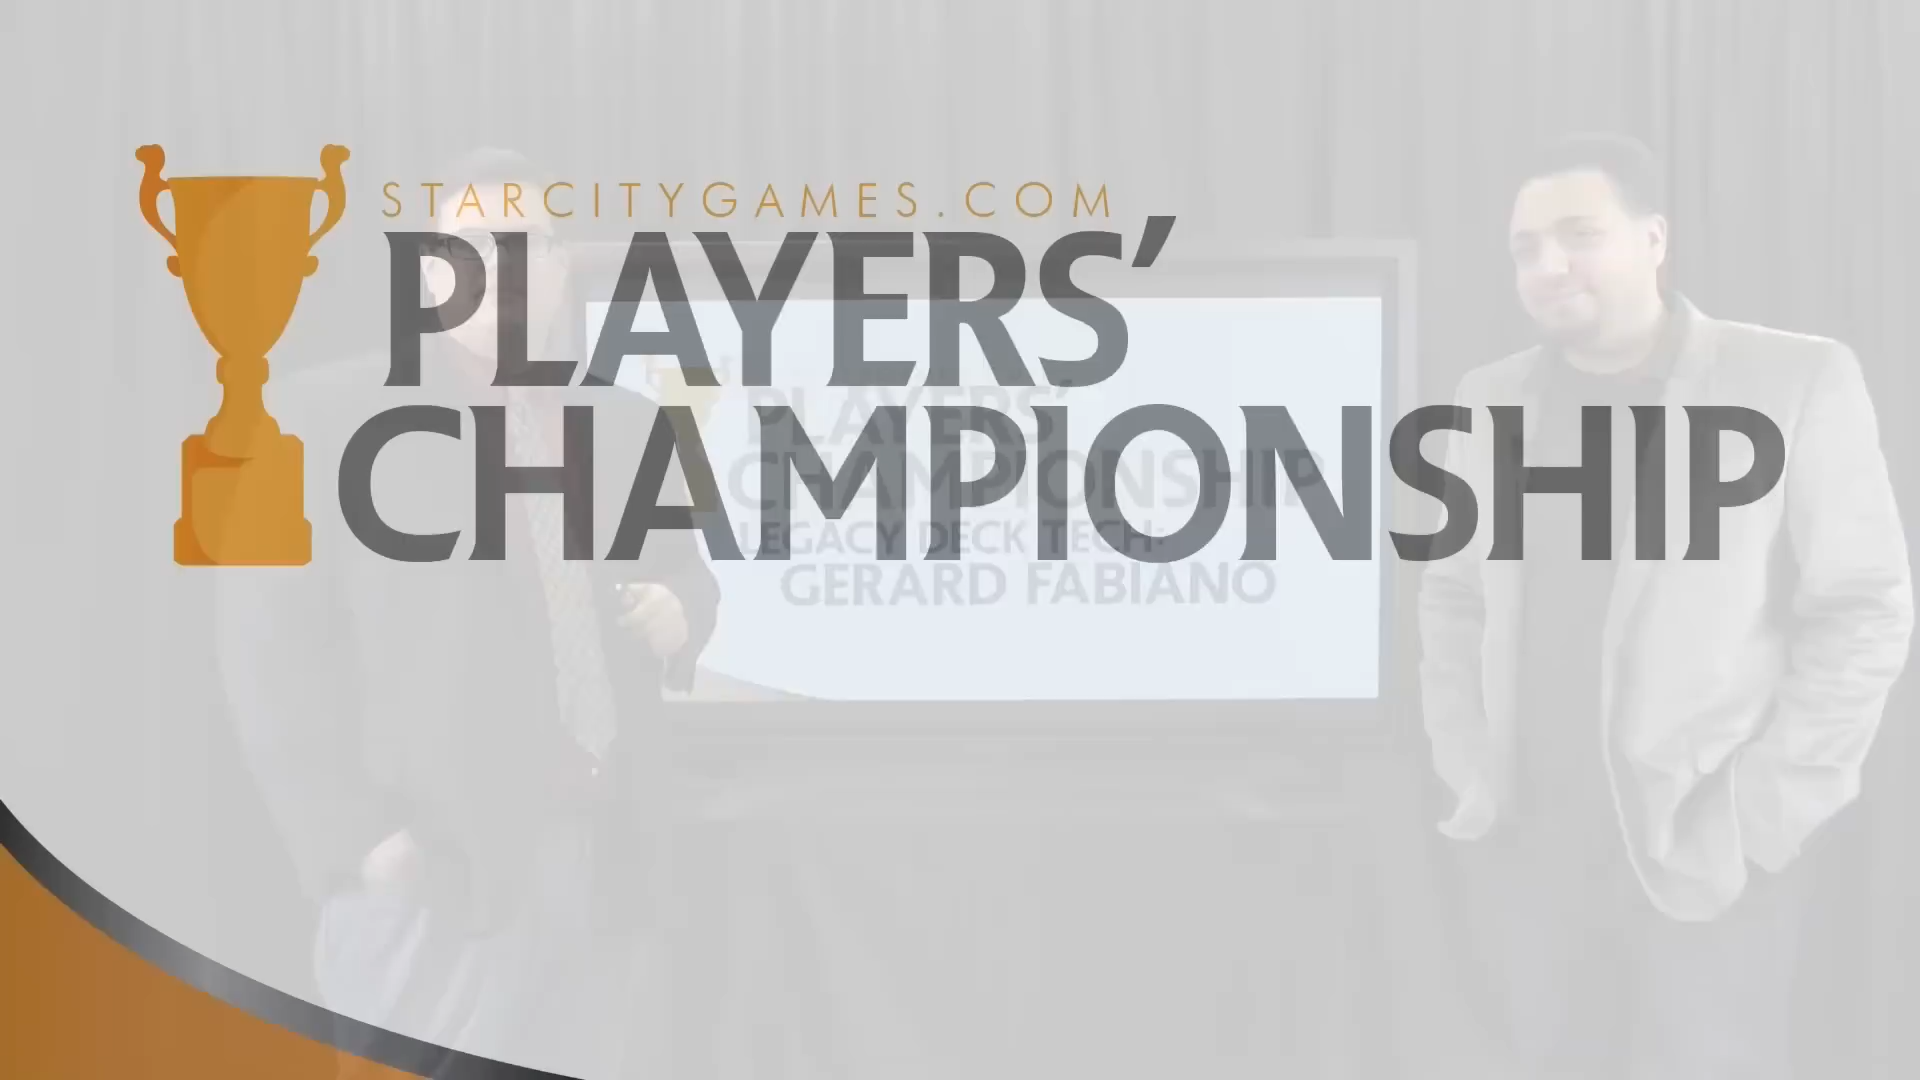 STARCITYGAMES.COM
PLAYERS'
CHAMPIONSHIP
PLAYERS'
CHAMPIONSHIP
LEGACY DECK TECH:
GERARD FABIANO